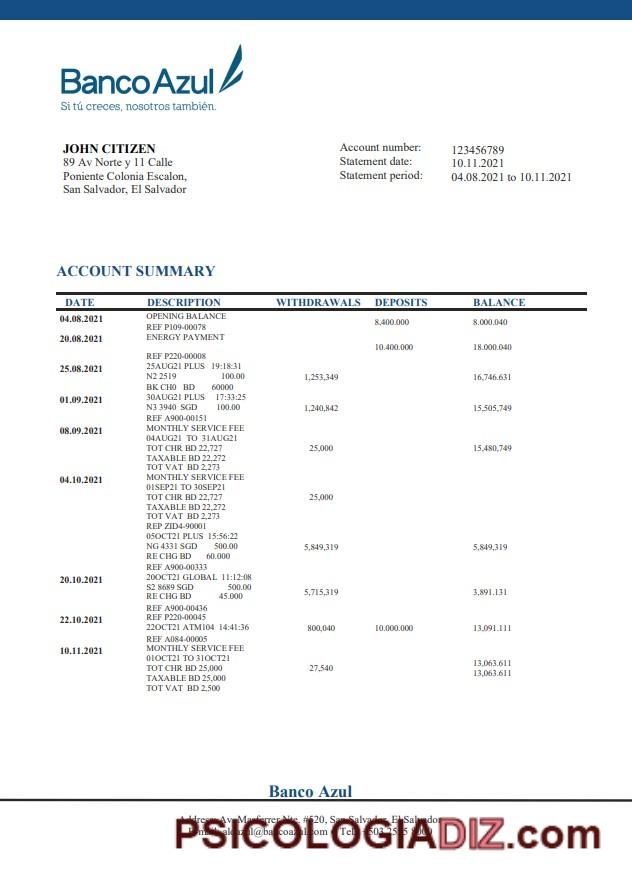 Banco Azul
Si tú creces, nosotros también.
JOHN CITIZEN
89 Av Norte y 11 Calle
Poniente Colonia Escalon,
San Salvador, El Salvador
Account number: 123456789
Statement date: 10.11.2021
Statement period: 04.08.2021 to 10.11.2021
ACCOUNT SUMMARY
DATE DESCRIPTION WITHDRAWALS DEPOSITS BALANCE
04.08.2021 OPENING BALANCE
8,400.000 8.000.040
REF P109-00078
20.08.2021 ENERGY PAYMENT
10.400.000 18.000.040
REF P220-00008
25.08.2021 25AUG21 PLUS 19:18:31
N2 2519 100.00 1,253,349 16,746.631
BK CH0 BD 60000
01.09.2021 30AUG21 PLUS 17:33:25
N3 3940 SGD 100.00 1,240,842 15,505,749
REF A900-00151
08.09.2021 MONTHLY SERVICE FEE
04AUG21 TO 31AUG21
TOT CHR BD 22,727 25,000 15,480,749
TAXABLE BD 22,272
TOT VAT BD 2,273
04.10.2021 MONTHLY SERVICE FEE
01SEP21 TO 30SEP21
TOT CHR BD 22,727 25,000
TAXABLE BD 22,272
TOT VAT BD 2,273
REP ZID4-90001
05OCT21 PLUS 15:56:22
NG 4331 SGD 500.00 5,849,319 5,849,319
RE CHG BD 60.000
REF A900-00333
20.10.2021 20OCT21 GLOBAL 11:12:08
S2 8689 SGD 500.00 5,715,319 3,891.131
RE CHG BD 45.000
REF A900-00436
22.10.2021 REF P220-00045
22OCT21 ATM104 14:41:36 800,040 10.000.000 13,091.111
REF A084-00005
10.11.2021 MONTHLY SERVICE FEE
01OCT21 TO 31OCT21 13,063.611
TOT CHR BD 25,000 27,540 13,063.611
TAXABLE BD 25,000
TOT VAT BD 2,500
Banco Azul
Address: Av. Masferrer Nte. #520, San Salvador, El Salvador
PSICOLOGIADIZ.com